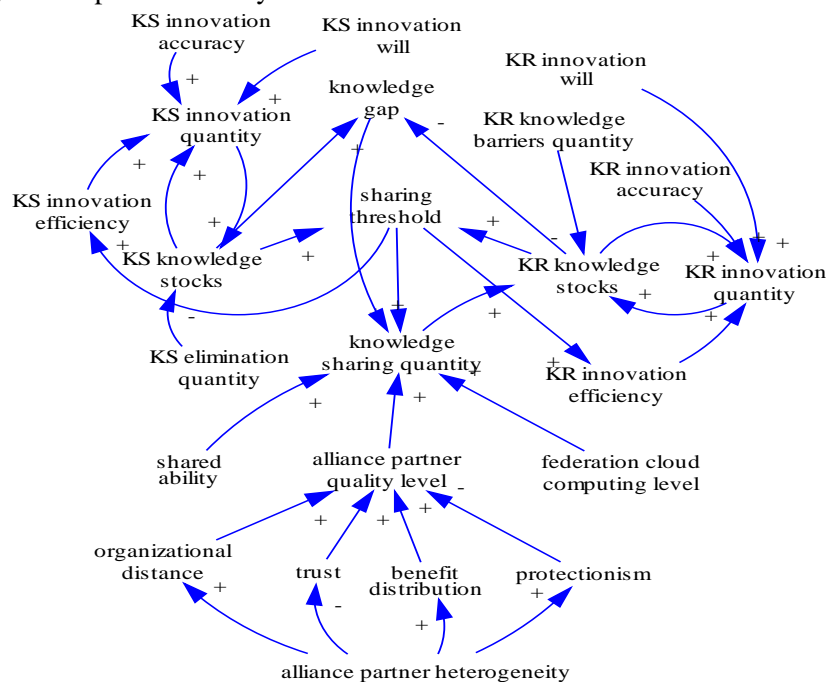 KS innovation
accuracy
KS innovation
will
KR innovation
will
knowledge
gap
KS innovation
quantity
KR knowledge
barriers quantity
KR innovation
accuracy
KS innovation
efficiency
sharing
threshold
KS knowledge
stocks
KR knowledge
stocks
KR innovation
quantity
KS elimination
quantity
knowledge
sharing quantity
KR innovation
efficiency
shared
ability
alliance partner
quality level
federation cloud
computing level
organizational
distance
trust
benefit
distribution
protectionism
alliance partner heterogeneity